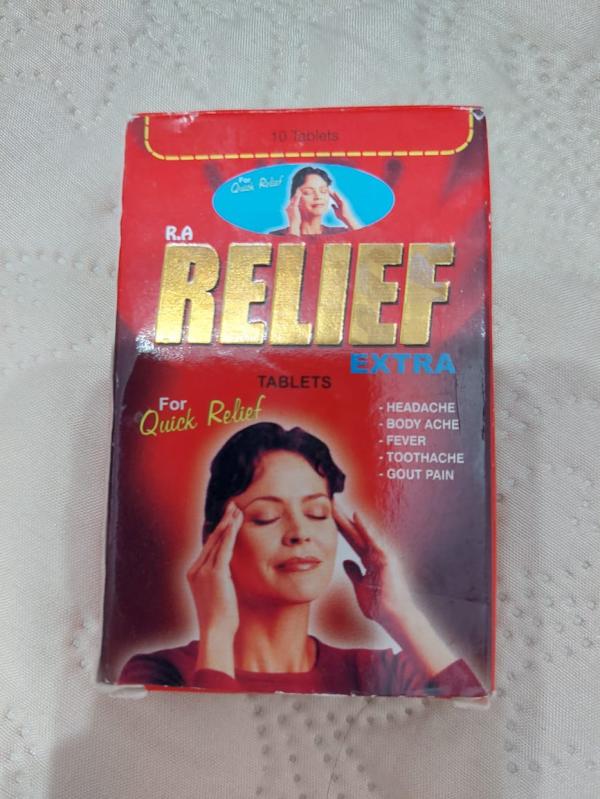 10 Tablets
For
Quick Relief
R.A
RELIEF
EXTRA
TABLETS
For
Quick Relief
- HEADACHE
- BODY ACHE
- FEVER
- TOOTHACHE
- GOUT PAIN